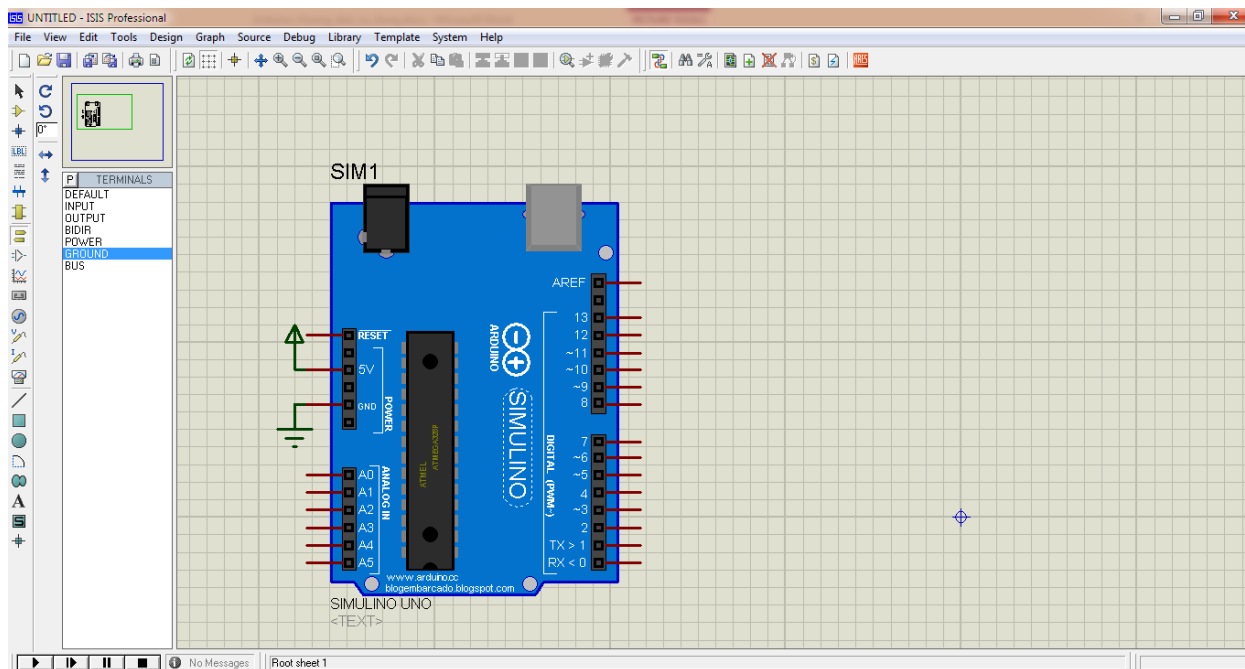 UNTITLED - ISIS Professional
File View Edit Tools Design Graph Source Debug Library Template System Help
LBL
0°
P TERMINALS
DEFAULT
INPUT
OUTPUT
BIDIR
POWER
GROUND
BUS
A
S
SIM1
AREF
13
12
~11
~10
~9
8
7
~6
~5
4
~3
2
TX > 1
RX < 0
DIGITAL (PWM~)
ARDUINO
SIMULINO
RESET
5V
GND
POWER
A0
A1
A2
A3
A4
A5
ANALOG IN
ATMEL
ATMEGA328P
www.arduino.cc
blogembarcado.blogspot.com
SIMULINO UNO
<TEXT>
No Messages
Root sheet 1